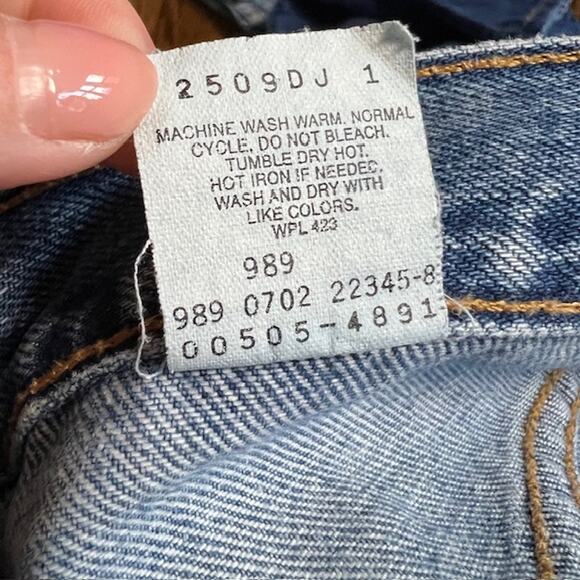 2509DJ 1
MACHINE WASH WARM. NORMAL
CYCLE. DO NOT BLEACH.
TUMBLE DRY HOT.
HOT IRON IF NEEDED.
WASH AND DRY WITH
LIKE COLORS.
WPL 423
989
989 0702 22345-8
00505-4891